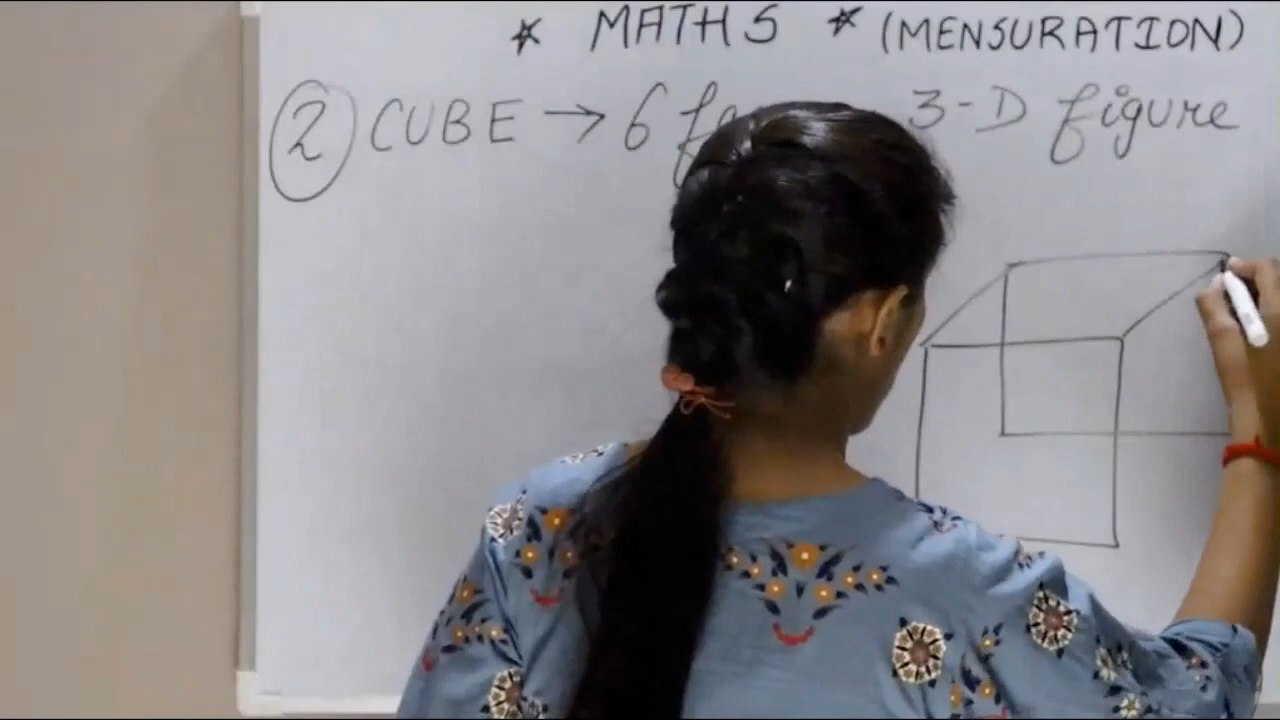 * MATHS * (MENSURATION)
2 CUBE → 6 3-D figure